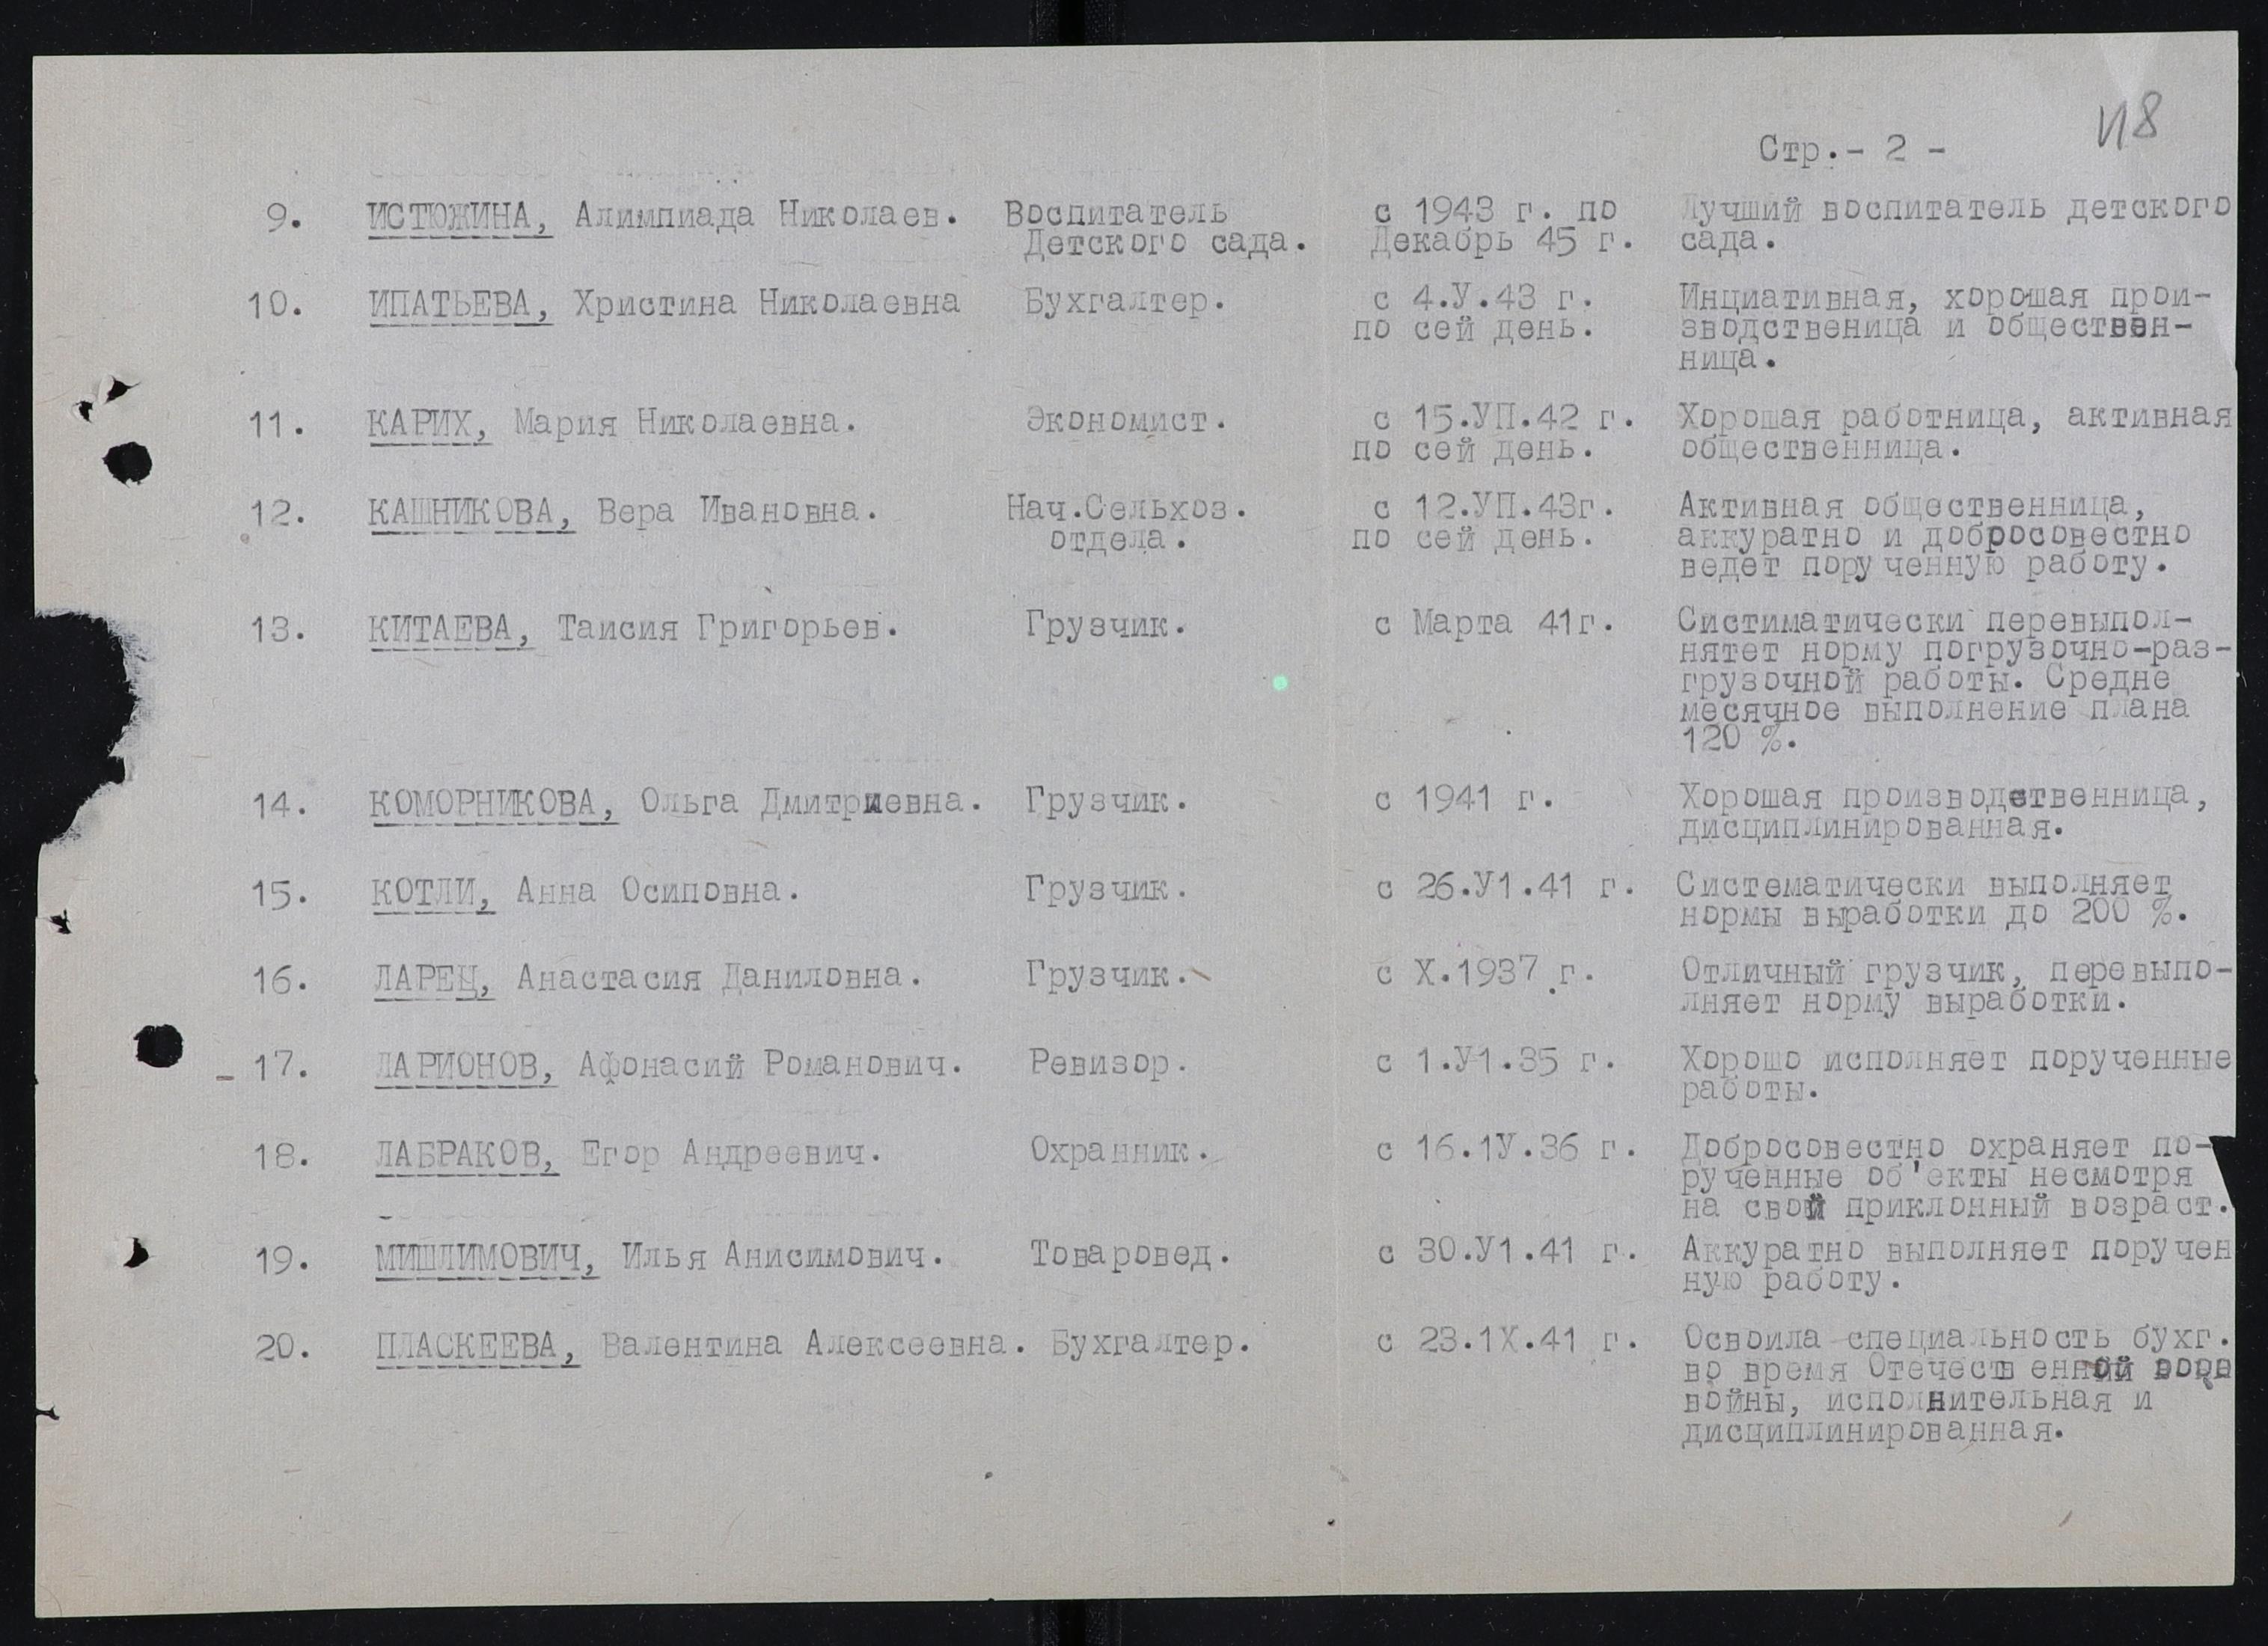 118
Стр.- 2 -
9. ИСТЮЖИНА, Алимпиада Николаев. Воспитатель с 1943 г. по Лучший воспитатель детского
Детского сада. Декабрь 45 г. сада.
10. ИПАТЬЕВА, Христина Николаевна Бухгалтер. с 4.У.43 г. Инциативная, хорошая прои-
по сей день. зводственица и обществен-
ница.
11. КАРИХ, Мария Николаевна. Экономист. с 15.УП.42 г. Хорошая работница, активная
по сей день. общественница.
12. КАШНИКОВА, Вера Ивановна. Нач.Сельхоз. с 12.УП.43г. Активная общественница,
отдела. по сей день. аккуратно и добросовестно
ведет порученную работу.
13. КИТАЕВА, Таисия Григорьев. Грузчик. с Марта 41г. Систиматически перевыпол-
нятет норму погрузочно-раз-
грузочной работы. Средне
месячное выполнение плана
120 %.
14. КОМОРНИКОВА, Ольга Дмитриевна. Грузчик. с 1941 г. Хорошая производственница,
дисциплинированная.
15. КОТЛИ, Анна Осиповна. Грузчик. с 26.У1.41 г. Систематически выполняет
нормы выработки до 200 %.
16. ЛАРЕЦ, Анастасия Даниловна. Грузчик. с X.1937 г. Отличный грузчик, перевыпо-
лняет норму выработки.
17. ЛАРИОНОВ, Афонасий Романович. Ревизор. с 1.У1.35 г. Хорошо исполняет порученные
работы.
18. ЛАБРАКОВ, Егор Андреевич. Охранник. с 16.1У.36 г. Добросовестно охраняет по-
рученные об'екты несмотря
на свой приклонный возраст.
19. МИШЛИМОВИЧ, Илья Анисимович. Товаровед. с 30.У1.41 г. Аккуратно выполняет поручен
ную работу.
20. ПЛАСКЕЕВА, Валентина Алексеевна. Бухгалтер. с 23.1X.41 г. Освоила специальность бухг.
во время Отечественной
войны, исполнительная и
дисциплинированная.